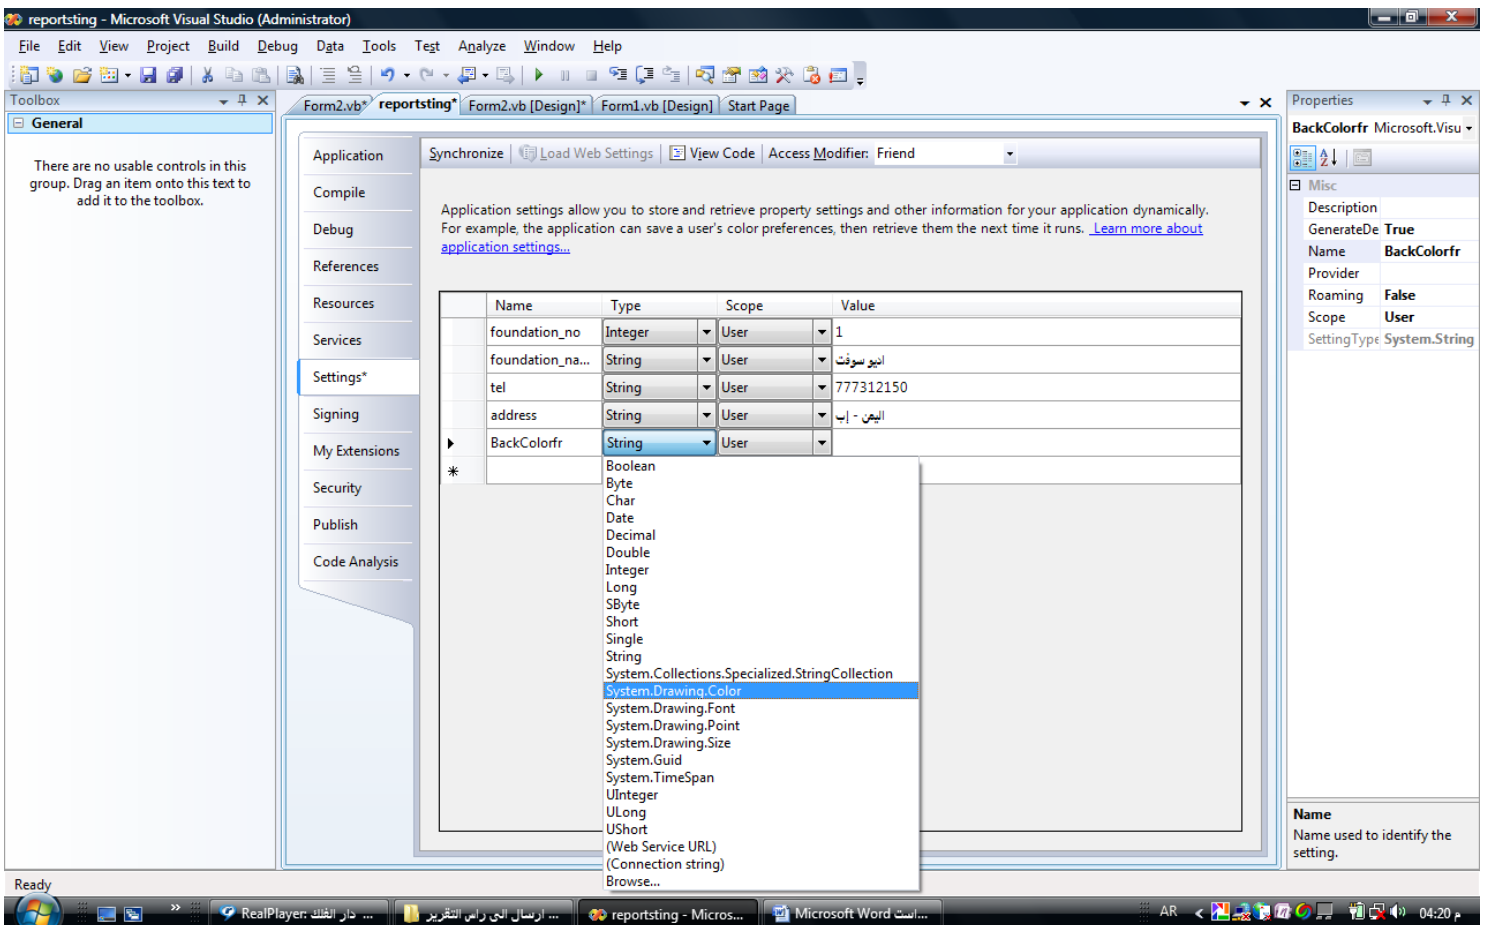 reportsting - Microsoft Visual Studio (Administrator)
File Edit View Project Build Debug Data Tools Test Analyze Window Help
Toolbox
General
There are no usable controls in this
group. Drag an item onto this text to
add it to the toolbox.
Form2.vb* reportsting* Form2.vb [Design]* Form1.vb [Design] Start Page
Application
Compile
Debug
References
Resources
Services
Settings*
Signing
My Extensions
Security
Publish
Code Analysis
Synchronize Load Web Settings View Code Access Modifier: Friend
Application settings allow you to store and retrieve property settings and other information for your application dynamically.
For example, the application can save a user's color preferences, then retrieve them the next time it runs. Learn more about
application settings...
Name Type Scope Value
foundation_no Integer User 1
foundation_na... String User اديو سوفت
tel String User 777312150
address String User اليمن - إب
BackColorfr String User
Boolean
Byte
Char
Date
Decimal
Double
Integer
Long
SByte
Short
Single
String
System.Collections.Specialized.StringCollection
System.Drawing.Color
System.Drawing.Font
System.Drawing.Point
System.Drawing.Size
System.Guid
System.TimeSpan
UInteger
ULong
UShort
(Web Service URL)
(Connection string)
Browse...
Properties
BackColorfr Microsoft.Visu
Misc
Description
GenerateDe True
Name BackColorfr
Provider
Roaming False
Scope User
SettingType System.String
Name
Name used to identify the
setting.
Ready
RealPlayer: دار الفلك ...
ارسال الى راس التقرير ...
reportsting - Micros...
Microsoft Word است...
AR
04:20 م